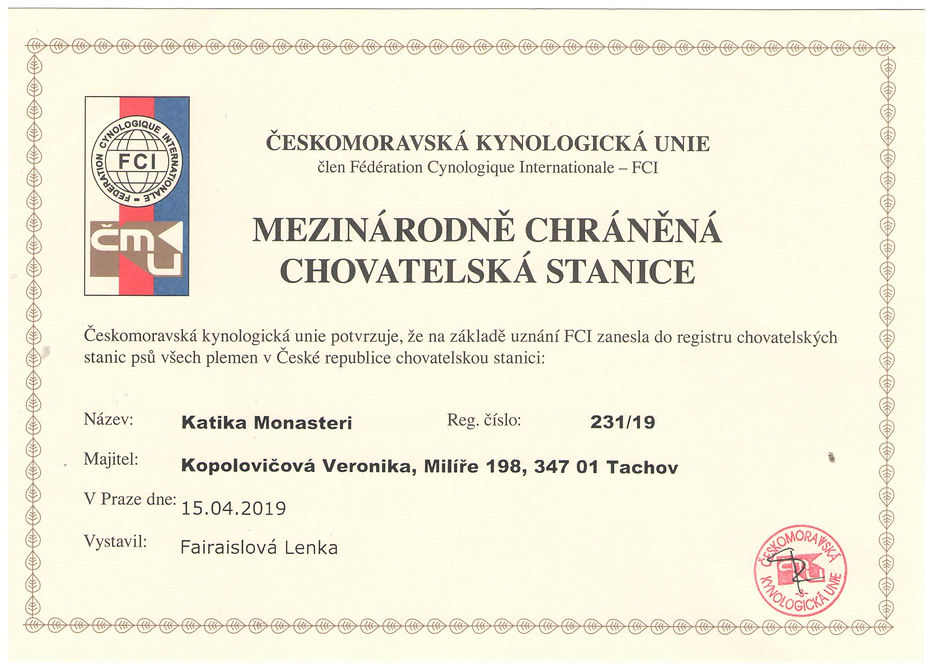 FEDERATION CYNOLOGIQUE INTERNATIONALE
FCI
čmku
ČESKOMORAVSKÁ KYNOLOGICKÁ UNIE
člen Fédération Cynologique Internationale – FCI
MEZINÁRODNĚ CHRÁNĚNÁ
CHOVATELSKÁ STANICE
Českomoravská kynologická unie potvrzuje, že na základě uznání FCI zanesla do registru chovatelských
stanic psů všech plemen v České republice chovatelskou stanici:
Název: Katika Monasteri Reg. číslo: 231/19
Majitel: Kopolovičová Veronika, Milíře 198, 347 01 Tachov
V Praze dne: 15.04.2019
Vystavil: Fairaislová Lenka
ČESKOMORAVSKÁ
KYNOLOGICKÁ UNIE